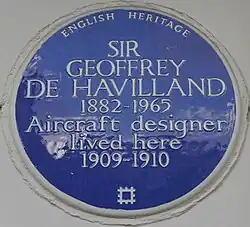 ENGLISH HERITAGE
SIR
GEOFFREY
DE HAVILLAND
1882-1965
Aircraft designer
lived here
1909-1910